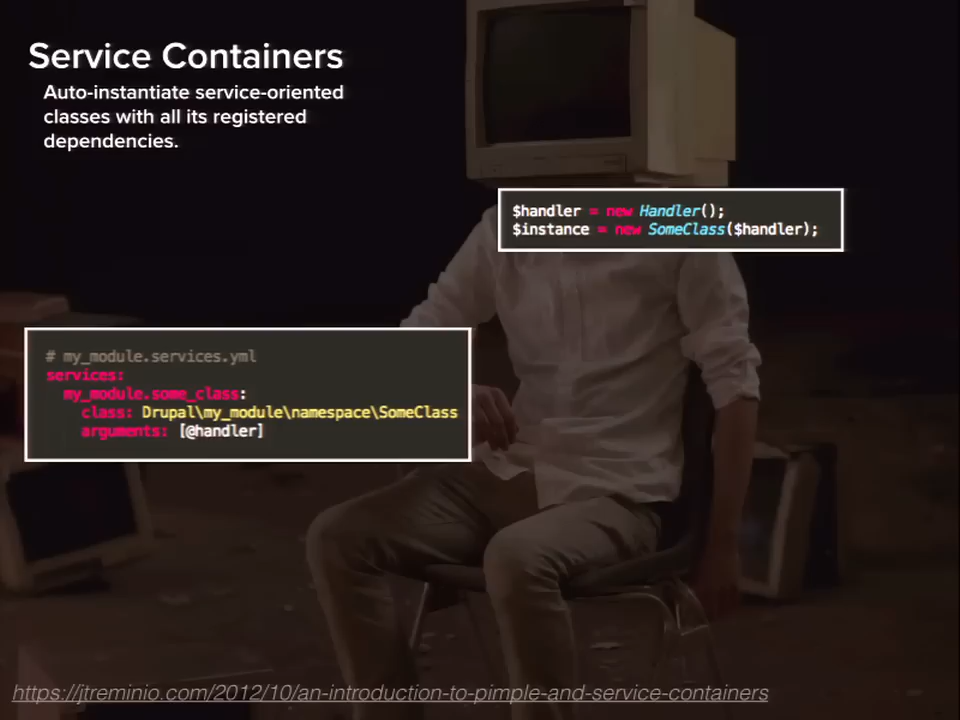 Service Containers
Auto-instantiate service-oriented
classes with all its registered
dependencies.
$handler = new Handler();
$instance = new SomeClass($handler);
# my_module.services.yml
services:
  my_module.some_class:
    class: Drupal\my_module\namespace\SomeClass
    arguments: [@handler]
https://jtreminio.com/2012/10/an-introduction-to-pimple-and-service-containers